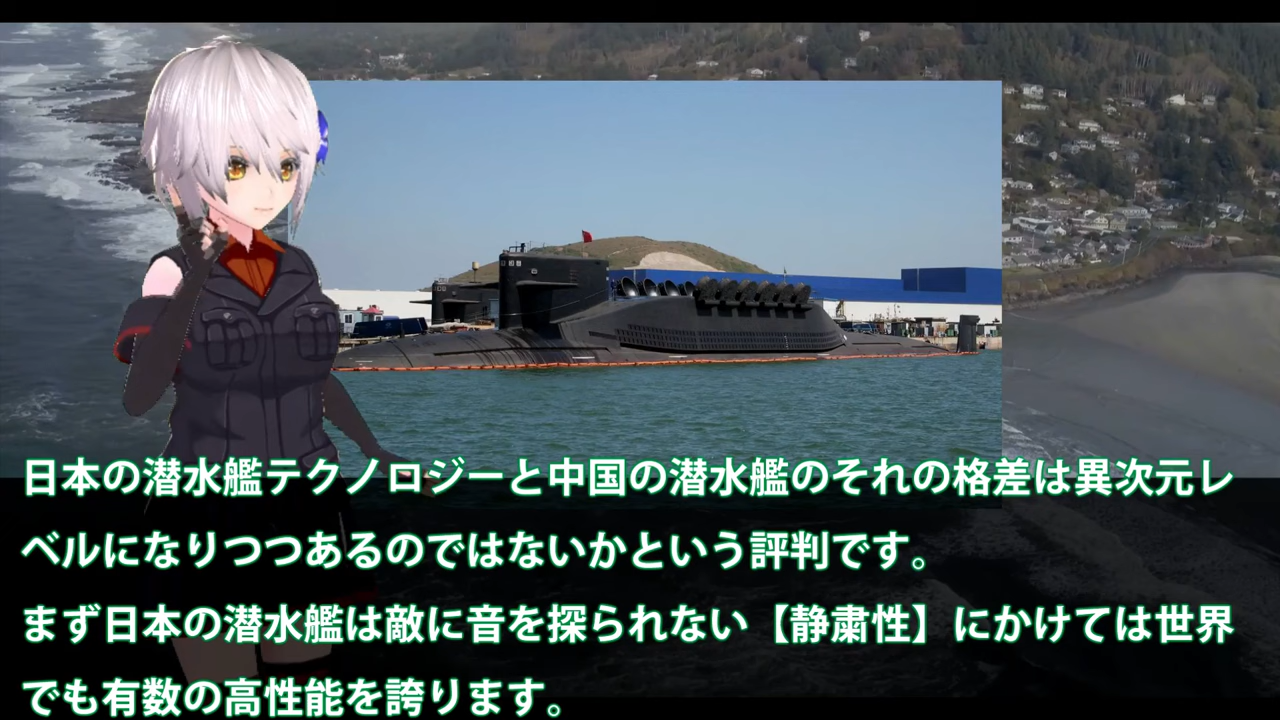 日本の潜水艦テクノロジーと中国の潜水艦のそれの格差は異次元レ
ベルになりつつあるのではないかという評判です。
まず日本の潜水艦は敵に音を探られない【静粛性】にかけては世界
でも有数の高性能を誇ります。